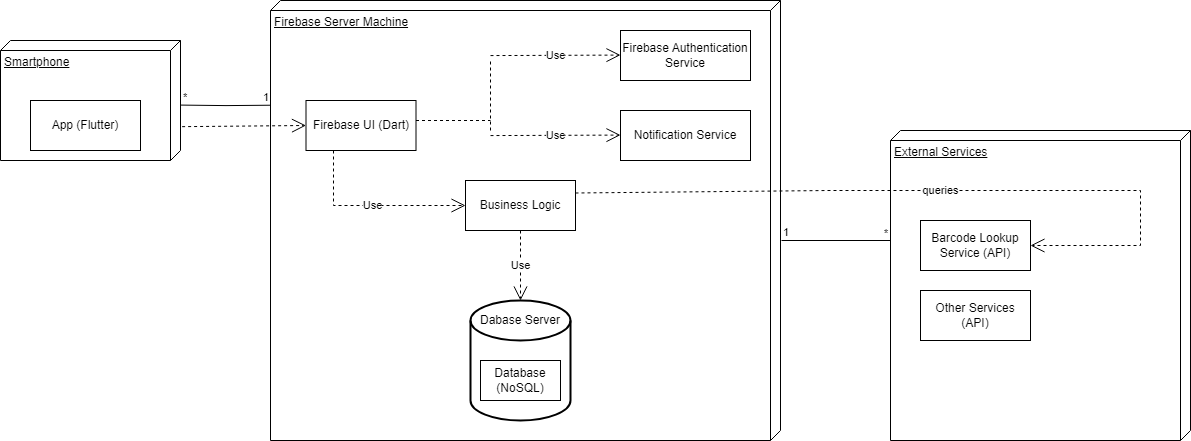 Firebase Server Machine
Smartphone
App (Flutter)
*
1
Firebase UI (Dart)
Use
Firebase Authentication
Service
Use
Notification Service
Use
Business Logic
queries
Use
Dabase Server
Database
(NoSQL)
1
*
External Services
Barcode Lookup
Service (API)
Other Services
(API)